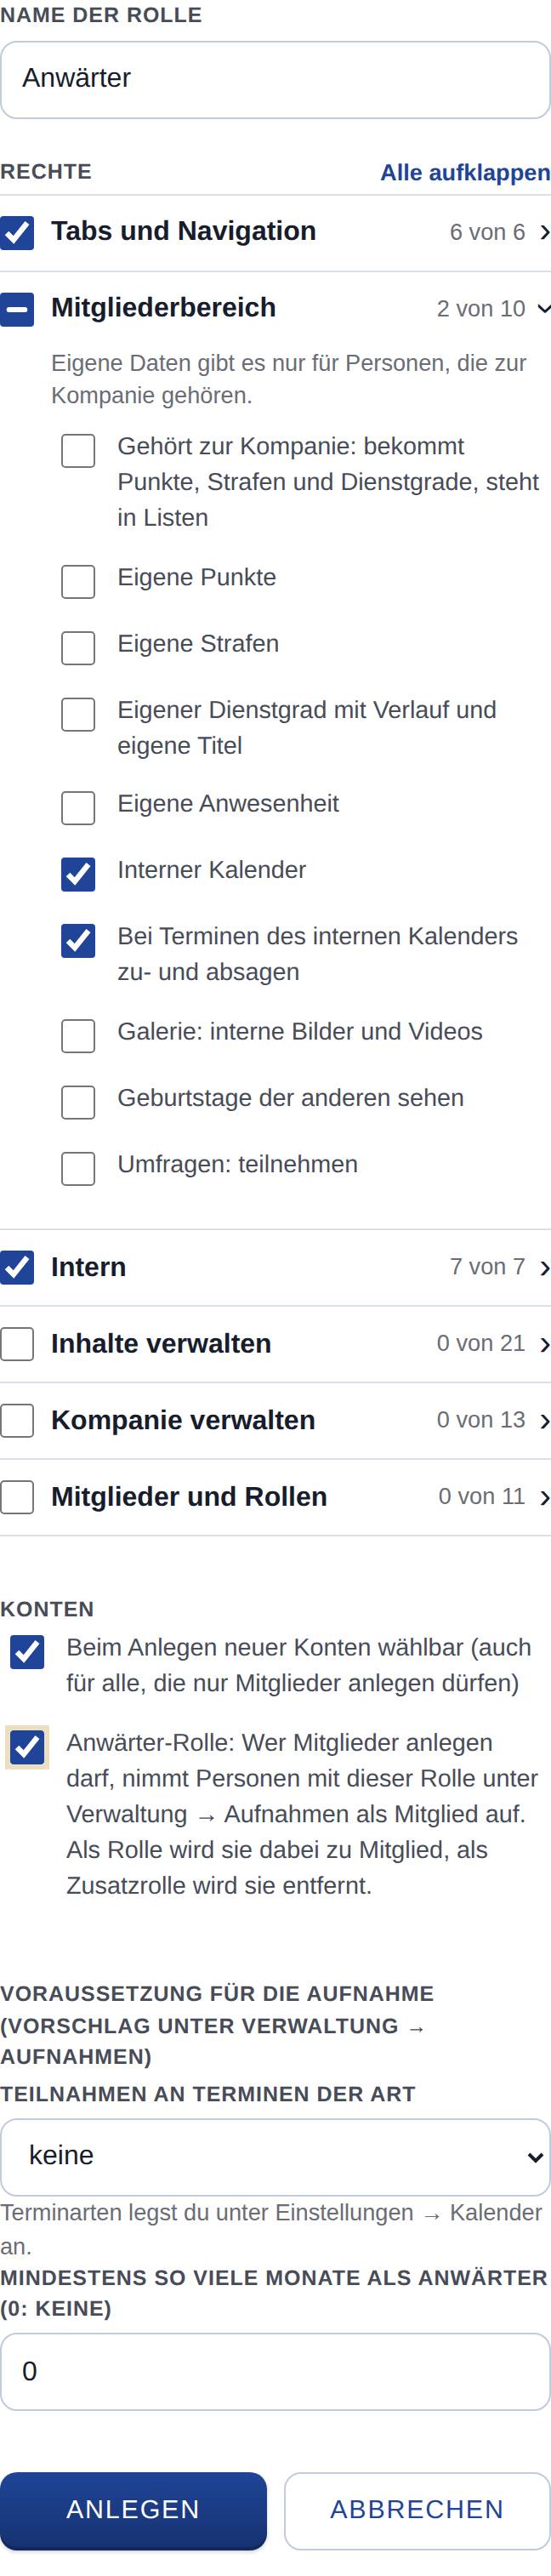 NAME DER ROLLE
Anwärter
RECHTE
Alle aufklappen
Tabs und Navigation
6 von 6
Mitgliederbereich
2 von 10
Eigene Daten gibt es nur für Personen, die zur
Kompanie gehören.
Gehört zur Kompanie: bekommt
Punkte, Strafen und Dienstgrade, steht
in Listen
Eigene Punkte
Eigene Strafen
Eigener Dienstgrad mit Verlauf und
eigene Titel
Eigene Anwesenheit
Interner Kalender
Bei Terminen des internen Kalenders
zu- und absagen
Galerie: interne Bilder und Videos
Geburtstage der anderen sehen
Umfragen: teilnehmen
Intern
7 von 7
Inhalte verwalten
0 von 21
Kompanie verwalten
0 von 13
Mitglieder und Rollen
0 von 11
KONTEN
Beim Anlegen neuer Konten wählbar (auch
für alle, die nur Mitglieder anlegen dürfen)
Anwärter-Rolle: Wer Mitglieder anlegen
darf, nimmt Personen mit dieser Rolle unter
Verwaltung → Aufnahmen als Mitglied auf.
Als Rolle wird sie dabei zu Mitglied, als
Zusatzrolle wird sie entfernt.
VORAUSSETZUNG FÜR DIE AUFNAHME
(VORSCHLAG UNTER VERWALTUNG →
AUFNAHMEN)
TEILNAHMEN AN TERMINEN DER ART
keine
Terminarten legst du unter Einstellungen → Kalender
an.
MINDESTENS SO VIELE MONATE ALS ANWÄRTER
(0: KEINE)
0
ANLEGEN
ABBRECHEN